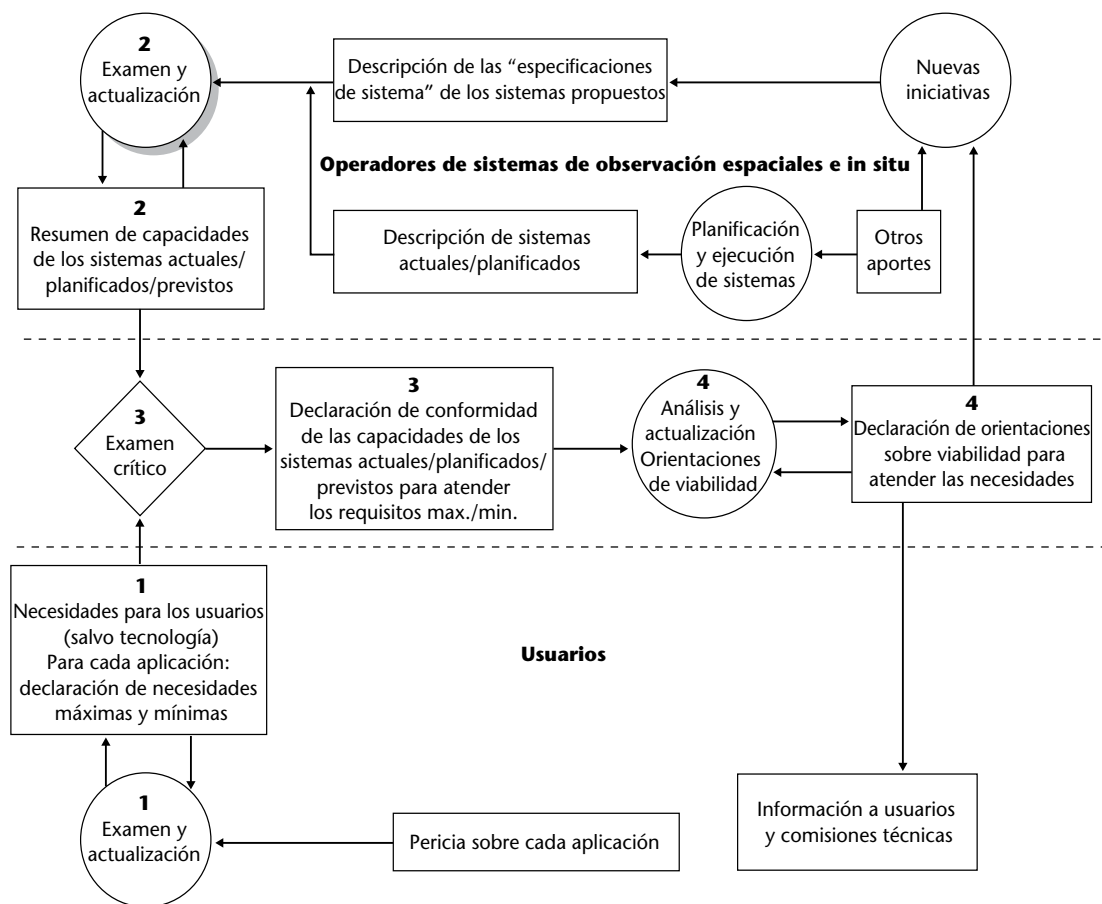 2
Examen y
actualización
Descripción de las “especificaciones
de sistema” de los sistemas propuestos
Nuevas
iniciativas
Operadores de sistemas de observación espaciales e in situ
2
Resumen de capacidades
de los sistemas actuales/
planificados/previstos
Descripción de sistemas
actuales/planificados
Planificación
y ejecución
de sistemas
Otros
aportes
3
Examen
crítico
3
Declaración de conformidad
de las capacidades de los
sistemas actuales/planificados/
previstos para atender
los requisitos max./min.
4
Análisis y
actualización
Orientaciones
de viabilidad
4
Declaración de orientaciones
sobre viabilidad para
atender las necesidades
1
Necesidades para los usuarios
(salvo tecnología)
Para cada aplicación:
declaración de necesidades
máximas y mínimas
Usuarios
1
Examen y
actualización
Pericia sobre cada aplicación
Información a usuarios
y comisiones técnicas